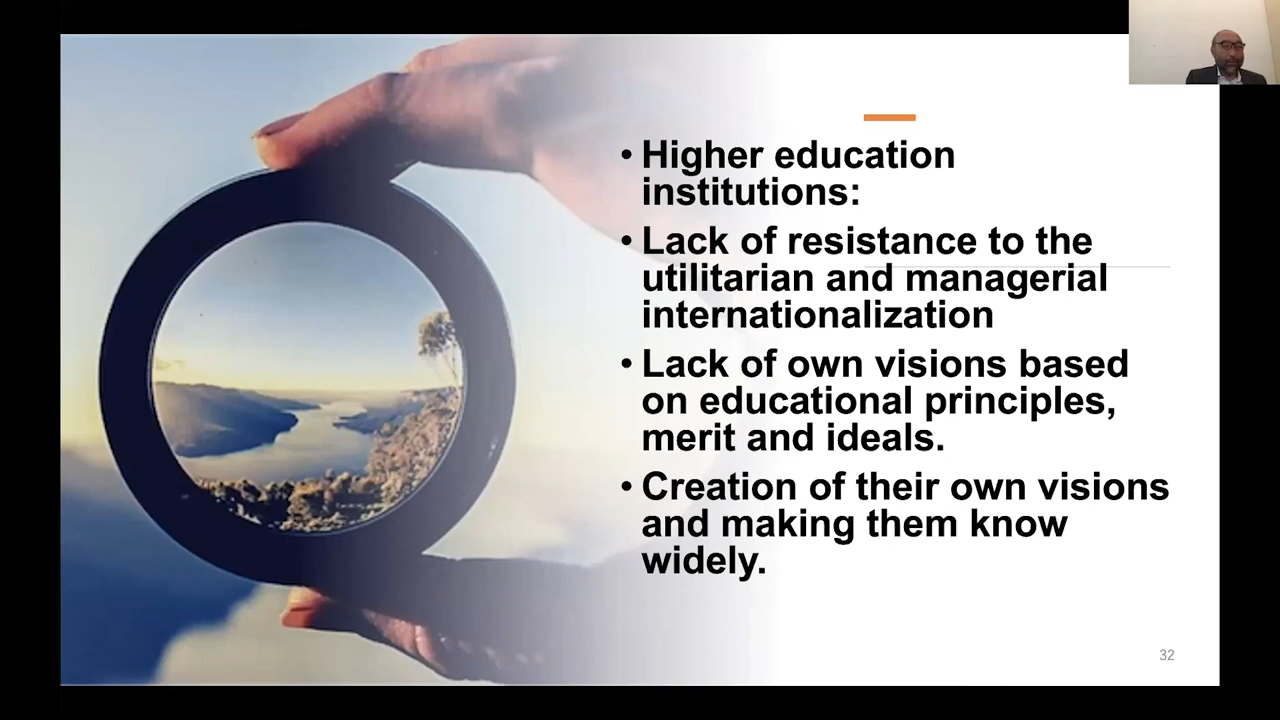 • Higher education
institutions:
• Lack of resistance to the
utilitarian and managerial
internationalization
• Lack of own visions based
on educational principles,
merit and ideals.
• Creation of their own visions
and making them know
widely.
32